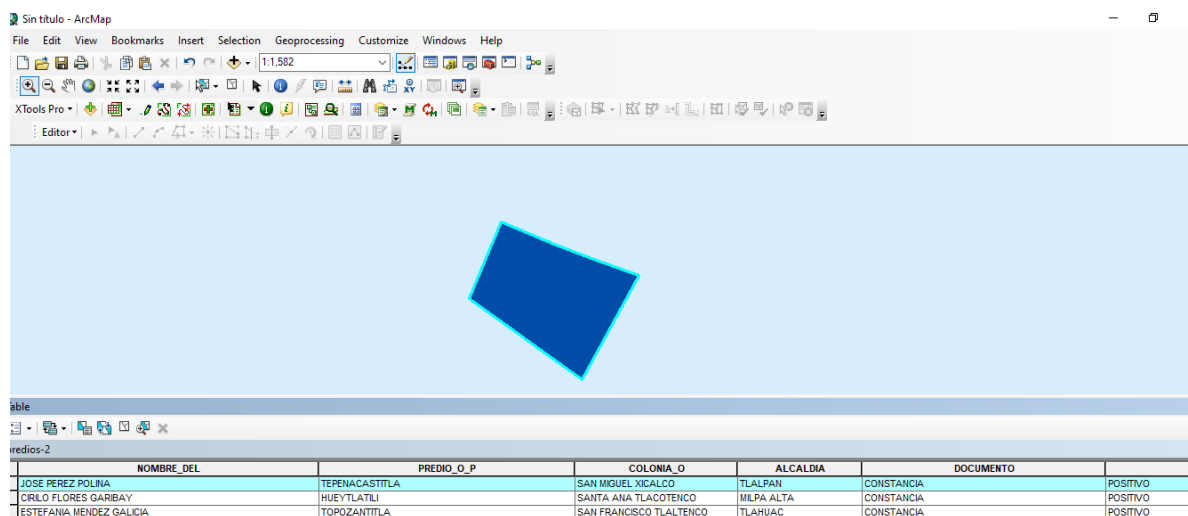 Sin título - ArcMap
File Edit View Bookmarks Insert Selection Geoprocessing Customize Windows Help
1:1,582
XTools Pro
Editor
able
redios-2
NOMBRE_DEL PREDIO_O_P COLONIA_O ALCALDIA DOCUMENTO
JOSE PEREZ POLINA TEPENACASTITLA SAN MIGUEL XICALCO TLALPAN CONSTANCIA POSITIVO
CIRILO FLORES GARIBAY HUEYTLATILI SANTA ANA TLACOTENCO MILPA ALTA CONSTANCIA POSITIVO
ESTEFANIA MENDEZ GALICIA TOPOZANTITLA SAN FRANCISCO TLALTENCO TLAHUAC CONSTANCIA POSITIVO